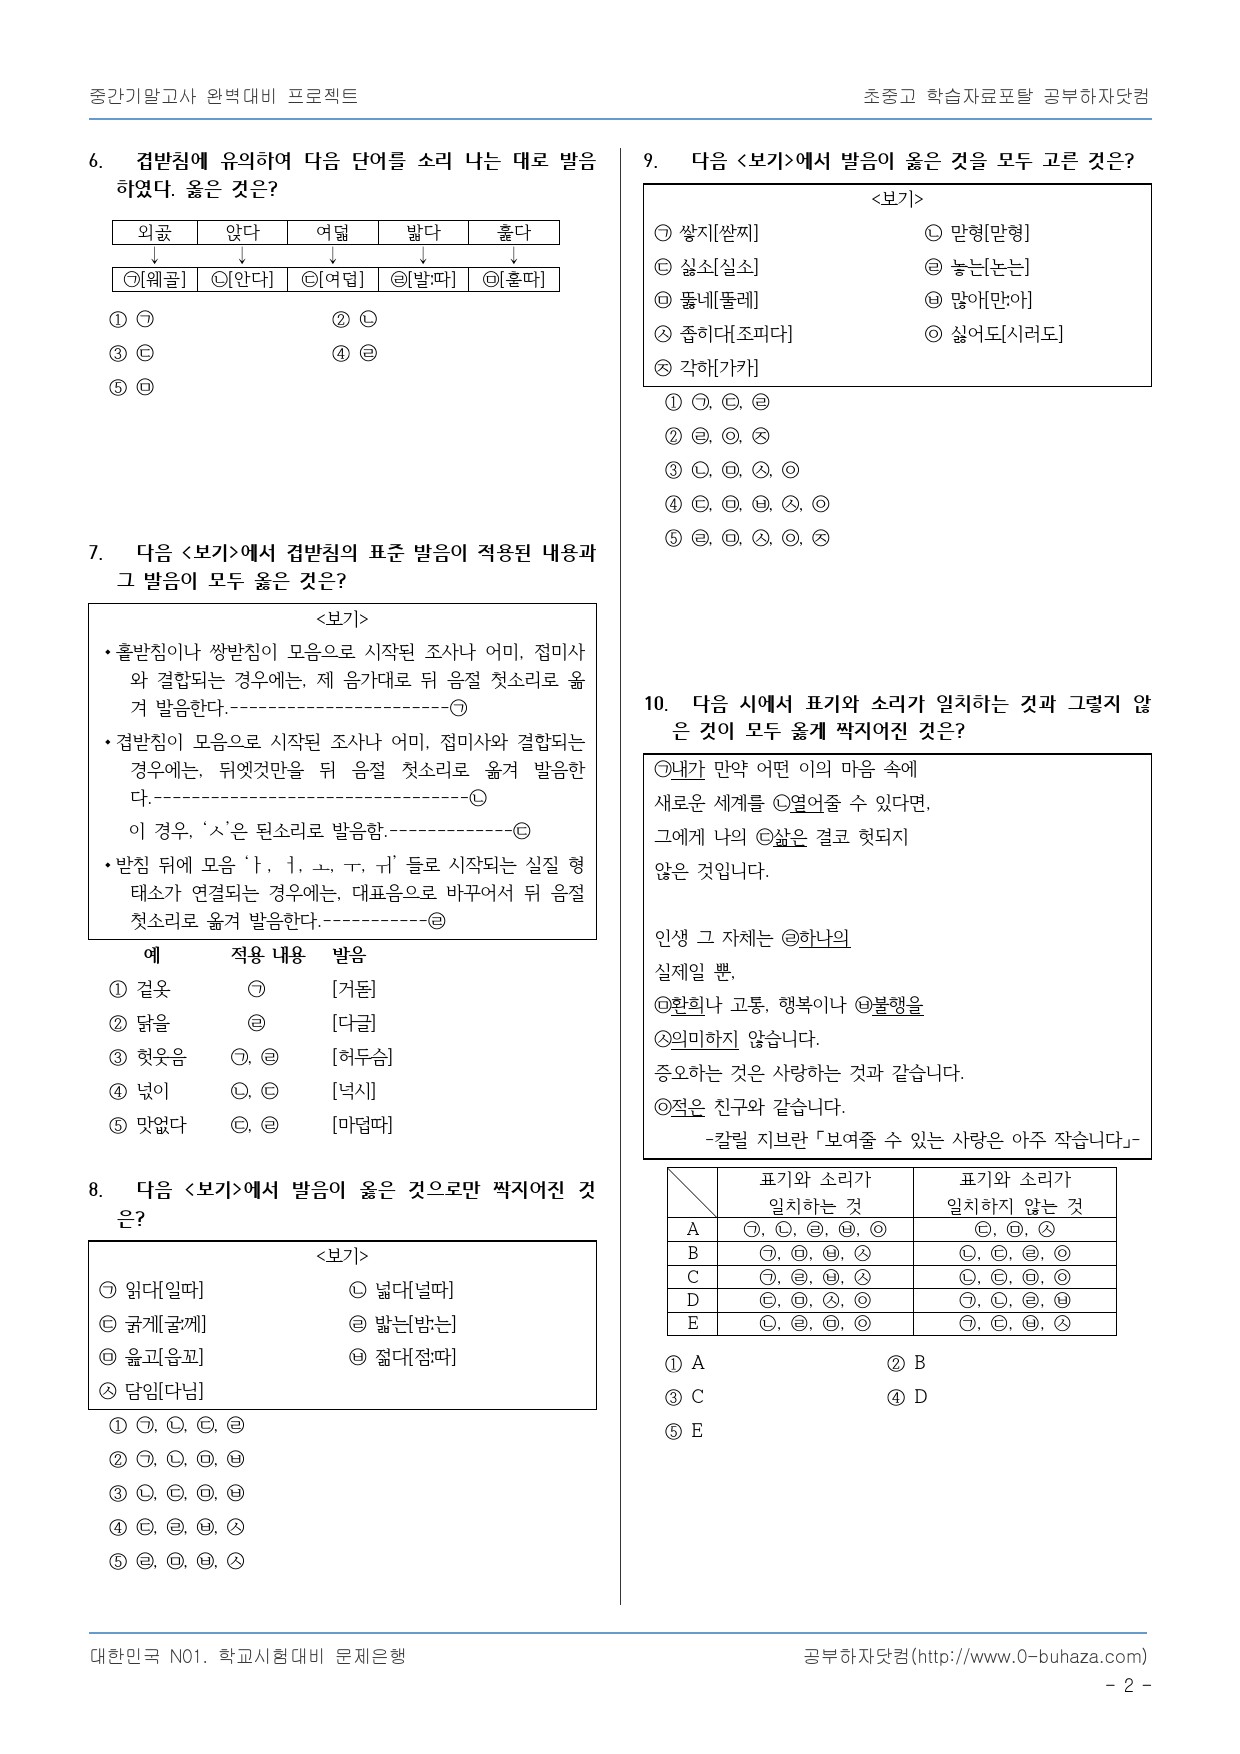 중간기말고사 완벽대비 프로젝트
초중고 학습자료포탈 공부하자닷컴
6. 겹받침에 유의하여 다음 단어를 소리 나는 대로 발음
하였다. 옳은 것은?
외곬 앉다 여덟 밟다 훑다
↓ ↓ ↓ ↓ ↓
㉠[웨골] ㉡[안다] ㉢[여덥] ㉣[발:따] ㉤[훋따]
① ㉠ ② ㉡
③ ㉢ ④ ㉣
⑤ ㉤
7. 다음 <보기>에서 겹받침의 표준 발음이 적용된 내용과
그 발음이 모두 옳은 것은?
<보기>
•홑받침이나 쌍받침이 모음으로 시작된 조사나 어미, 접미사
와 결합되는 경우에는, 제 음가대로 뒤 음절 첫소리로 옮
겨 발음한다.-----------------------㉠
•겹받침이 모음으로 시작된 조사나 어미, 접미사와 결합되는
경우에는, 뒤엣것만을 뒤 음절 첫소리로 옮겨 발음한
다.---------------------------------㉡
이 경우, ‘ㅅ’은 된소리로 발음함.-------------㉢
•받침 뒤에 모음 ‘ㅏ, ㅓ, ㅗ, ㅜ, ㅟ’ 들로 시작되는 실질 형
태소가 연결되는 경우에는, 대표음으로 바꾸어서 뒤 음절
첫소리로 옮겨 발음한다.-----------㉣
예 적용 내용 발음
① 겉옷 ㉠ [거돋]
② 닭을 ㉣ [다글]
③ 헛웃음 ㉠, ㉣ [허두슴]
④ 넋이 ㉡, ㉢ [넉시]
⑤ 맛없다 ㉢, ㉣ [마덥따]
8. 다음 <보기>에서 발음이 옳은 것으로만 짝지어진 것
은?
<보기>
㉠ 읽다[일따] ㉡ 넓다[널따]
㉢ 굵게[굴:께] ㉣ 밟는[밤:는]
㉤ 읊고[읍꼬] ㉥ 젊다[점:따]
㉦ 담임[다님]
① ㉠, ㉡, ㉢, ㉣
② ㉠, ㉡, ㉤, ㉥
③ ㉡, ㉢, ㉤, ㉥
④ ㉢, ㉣, ㉥, ㉦
⑤ ㉣, ㉤, ㉥, ㉦
9. 다음 <보기>에서 발음이 옳은 것을 모두 고른 것은?
<보기>
㉠ 쌓지[싿찌] ㉡ 맏형[맏형]
㉢ 싫소[실소] ㉣ 놓는[논는]
㉤ 뚫네[뚤레] ㉥ 많아[만:아]
㉦ 좁히다[조피다] ㉧ 싫어도[시러도]
㉨ 각하[가카]
① ㉠, ㉢, ㉣
② ㉣, ㉧, ㉨
③ ㉡, ㉤, ㉦, ㉧
④ ㉢, ㉤, ㉥, ㉦, ㉧
⑤ ㉣, ㉤, ㉦, ㉧, ㉨
10. 다음 시에서 표기와 소리가 일치하는 것과 그렇지 않
은 것이 모두 옳게 짝지어진 것은?
㉠내가 만약 어떤 이의 마음 속에
새로운 세계를 ㉡열어줄 수 있다면,
그에게 나의 ㉢삶은 결코 헛되지
않은 것입니다.
인생 그 자체는 ㉣하나의
실제일 뿐,
㉤환희나 고통, 행복이나 ㉥불행을
㉦의미하지 않습니다.
증오하는 것은 사랑하는 것과 같습니다.
㉧적은 친구와 같습니다.
-칼릴 지브란「보여줄 수 있는 사랑은 아주 작습니다」-
표기와 소리가 표기와 소리가
일치하는 것 일치하지 않는 것
A ㉠, ㉡, ㉣, ㉥, ㉧ ㉢, ㉤, ㉦
B ㉠, ㉤, ㉥, ㉦ ㉡, ㉢, ㉣, ㉧
C ㉠, ㉣, ㉥, ㉦ ㉡, ㉢, ㉤, ㉧
D ㉢, ㉤, ㉦, ㉧ ㉠, ㉡, ㉣, ㉥
E ㉡, ㉣, ㉤, ㉧ ㉠, ㉢, ㉥, ㉦
① A ② B
③ C ④ D
⑤ E
대한민국 N01. 학교시험대비 문제은행
공부하자닷컴(http://www.0-buhaza.com)
- 2 -